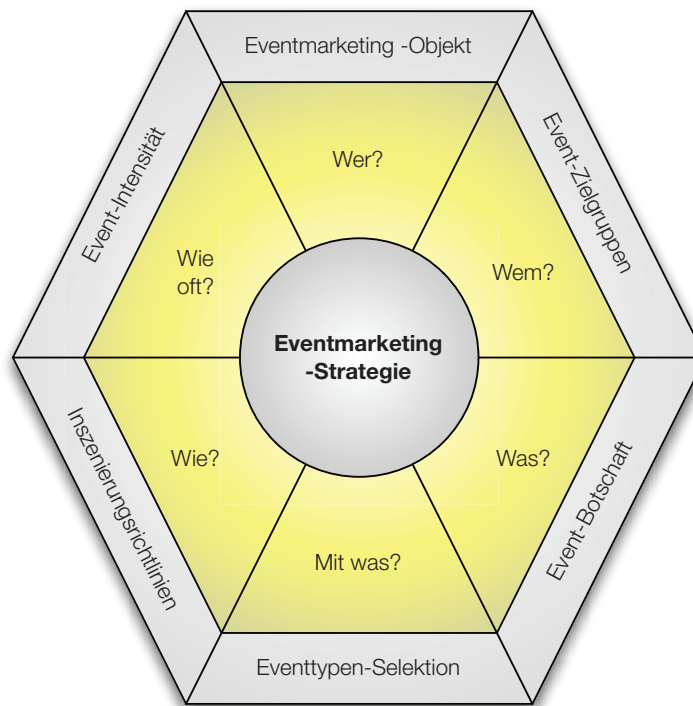 Eventmarketing -Objekt
Wer?
Event-Zielgruppen
Wem?
Event-Botschaft
Was?
Eventtypen-Selektion
Mit was?
Inszenierungsrichtlinien
Wie?
Event-Intensität
Wie
oft?
Eventmarketing
-Strategie